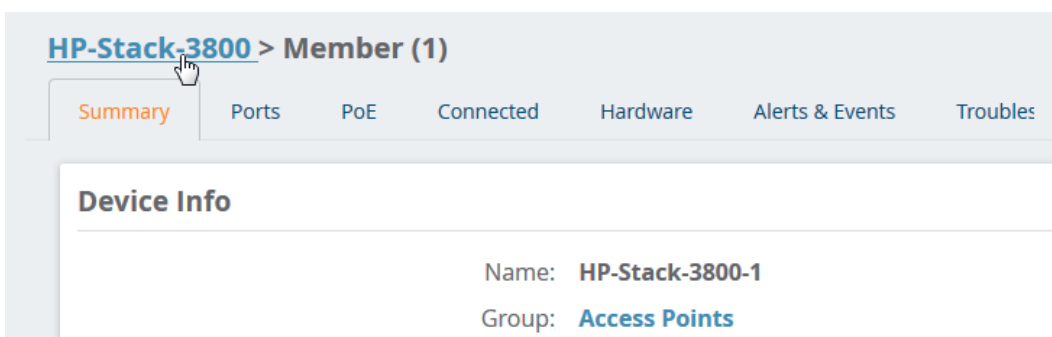 HP-Stack-3800 > Member (1)
Summary Ports PoE Connected Hardware Alerts & Events Troubles
Device Info
Name: HP-Stack-3800-1
Group: Access Points